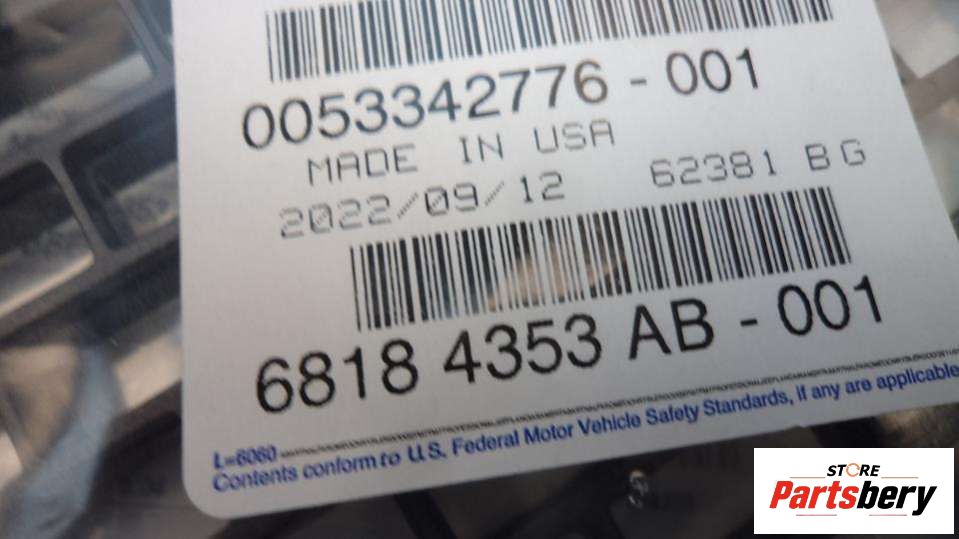 0053342776 - 001
MADE IN USA
2022/09/12 62381 BG
6818 4353 AB - 001
L=6060
Contents conform to U.S. Federal Motor Vehicle Safety Standards, if any are applicable
STORE
Partsbery